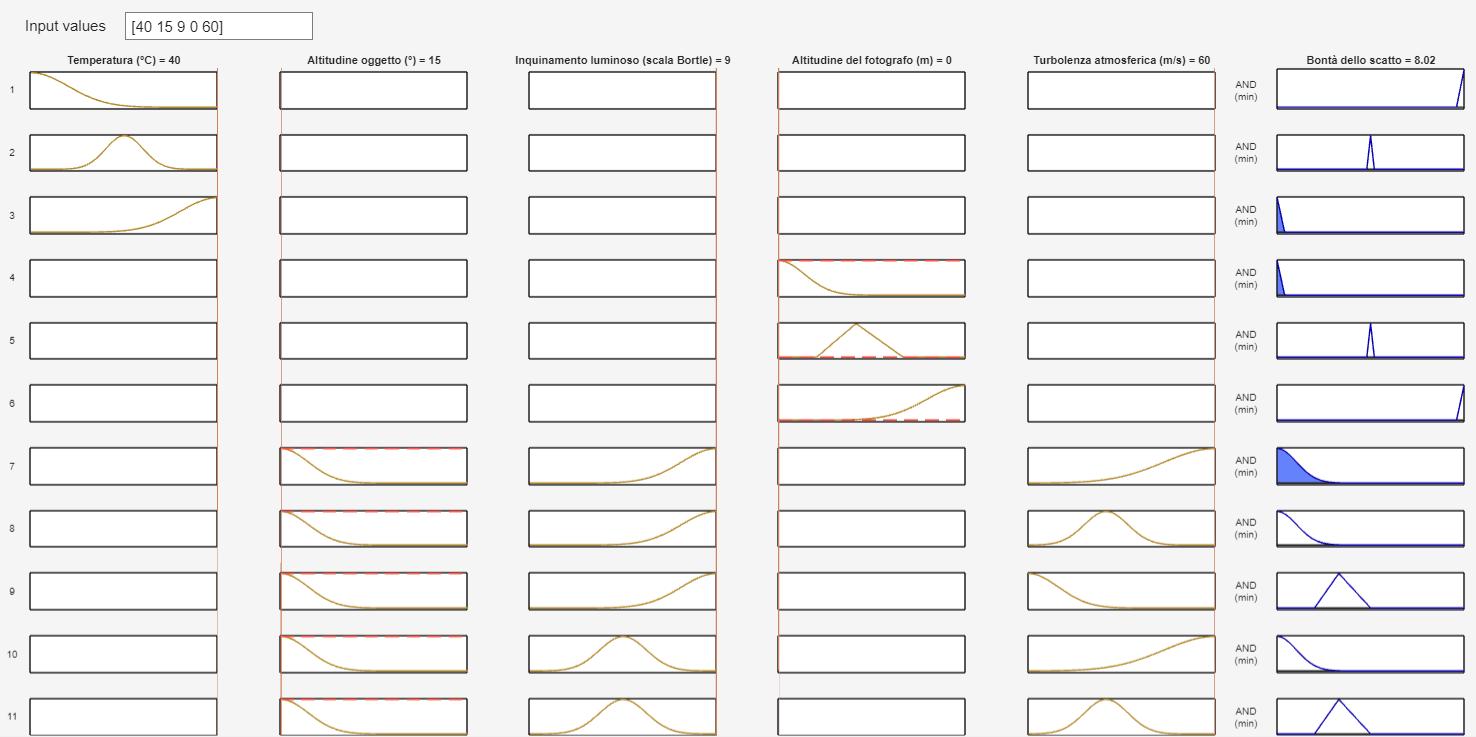 Input values [40 15 9 0 60]
Temperatura (°C) = 40 Altitudine oggetto (°) = 15 Inquinamento luminoso (scala Bortle) = 9 Altitudine del fotografo (m) = 0 Turbolenza atmosferica (m/s) = 60 Bontà dello scatto = 8.02
1 AND
(min)
2 AND
(min)
3 AND
(min)
4 AND
(min)
5 AND
(min)
6 AND
(min)
7 AND
(min)
8 AND
(min)
9 AND
(min)
10 AND
(min)
11 AND
(min)